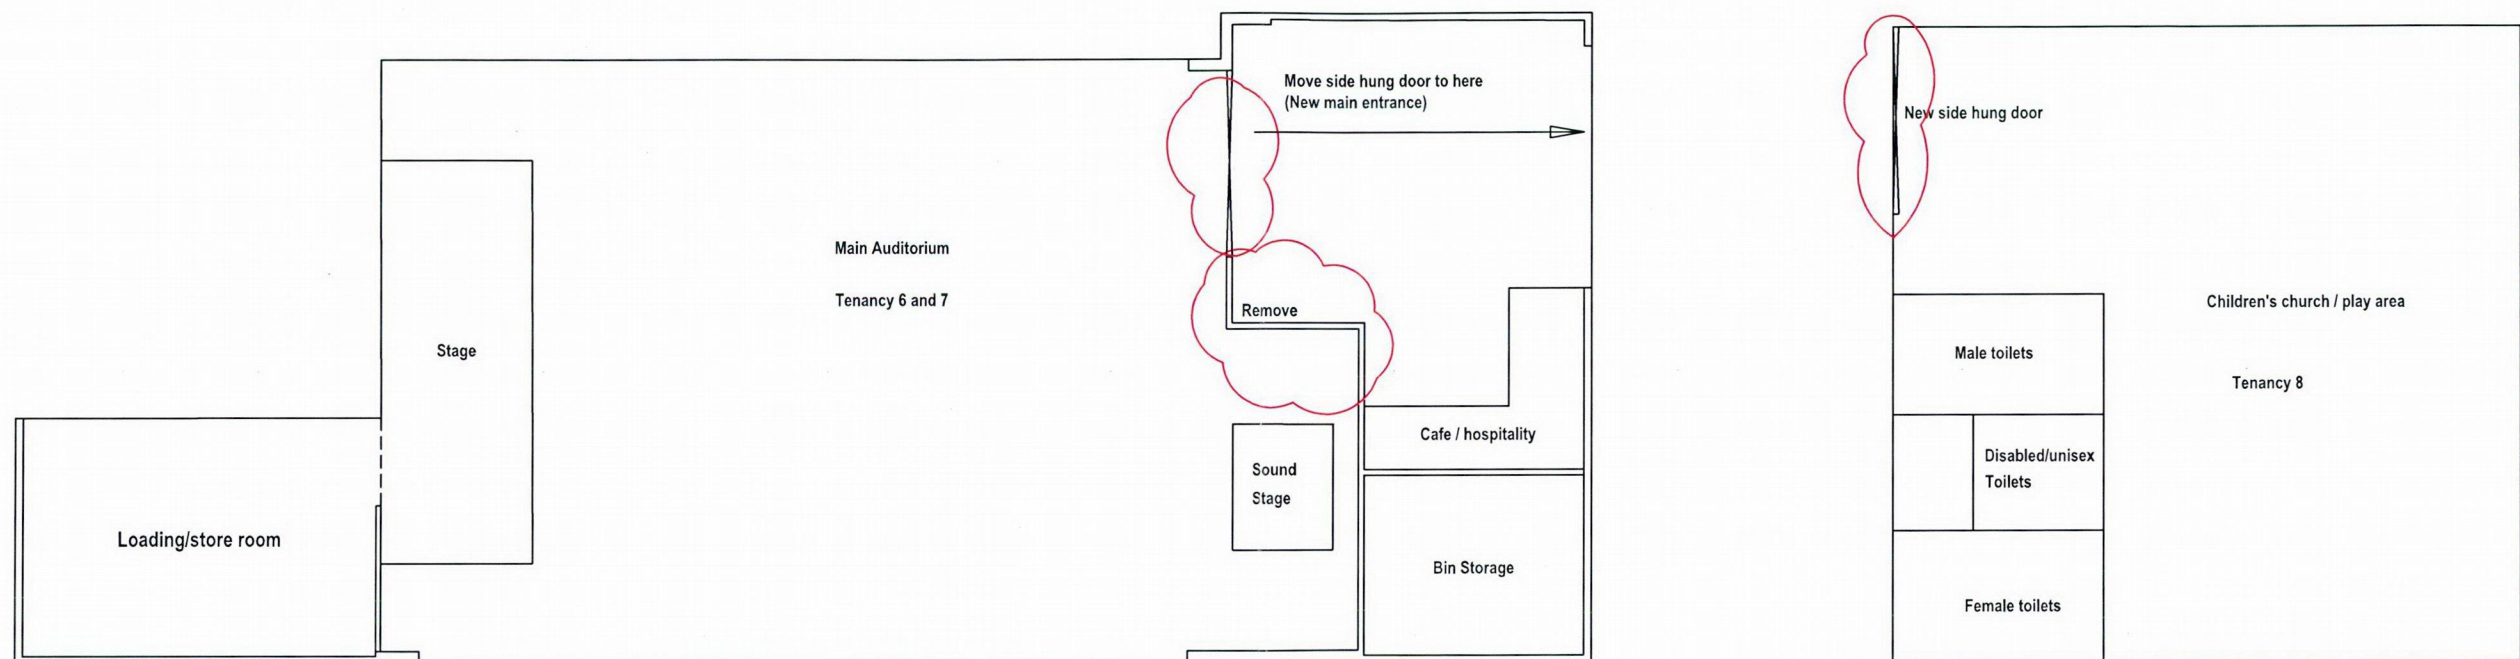 Move side hung door to here
(New main entrance)
New side hung door
Main Auditorium
Tenancy 6 and 7
Remove
Children's church / play area
Stage
Male toilets
Tenancy 8
Cafe / hospitality
Sound
Stage
Disabled/unisex
Toilets
Loading/store room
Bin Storage
Female toilets